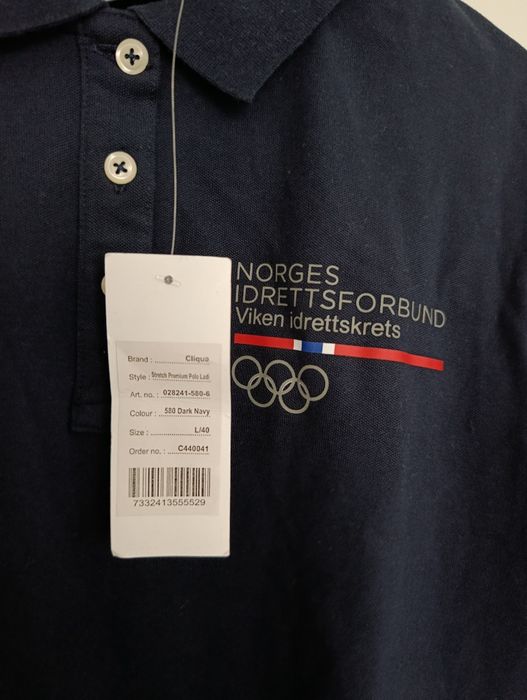 NORGES
IDRETTSFORBUND
Viken idrettskrets
Brand : Cliqua
Style : Stretch Premium Polo Ladi
Art. no. : 028241-580-6
Colour : 580 Dark Navy
Size : L/40
Order no. : C440041
7332413555529